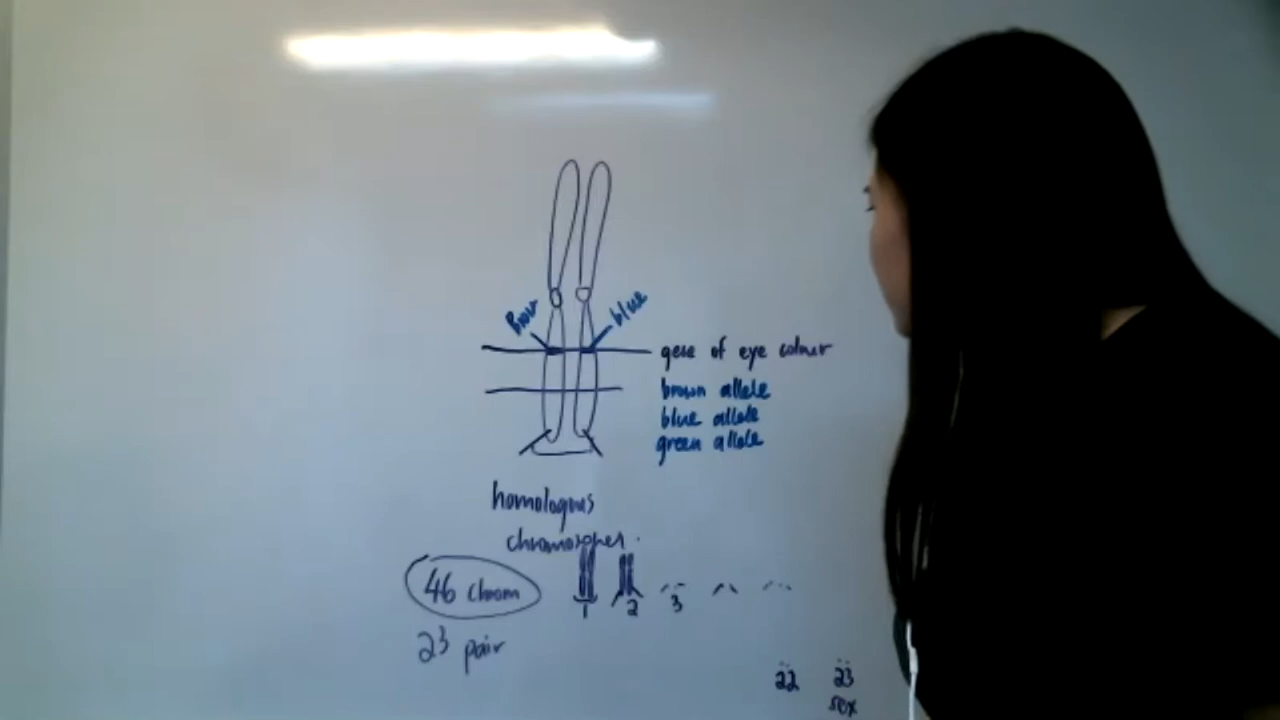 Brow
blue
gene of eye colour
brown allele
blue allele
green allele
homologous
chromosomes.
46 chrom
1 2 3
23 pair
22 23
sex